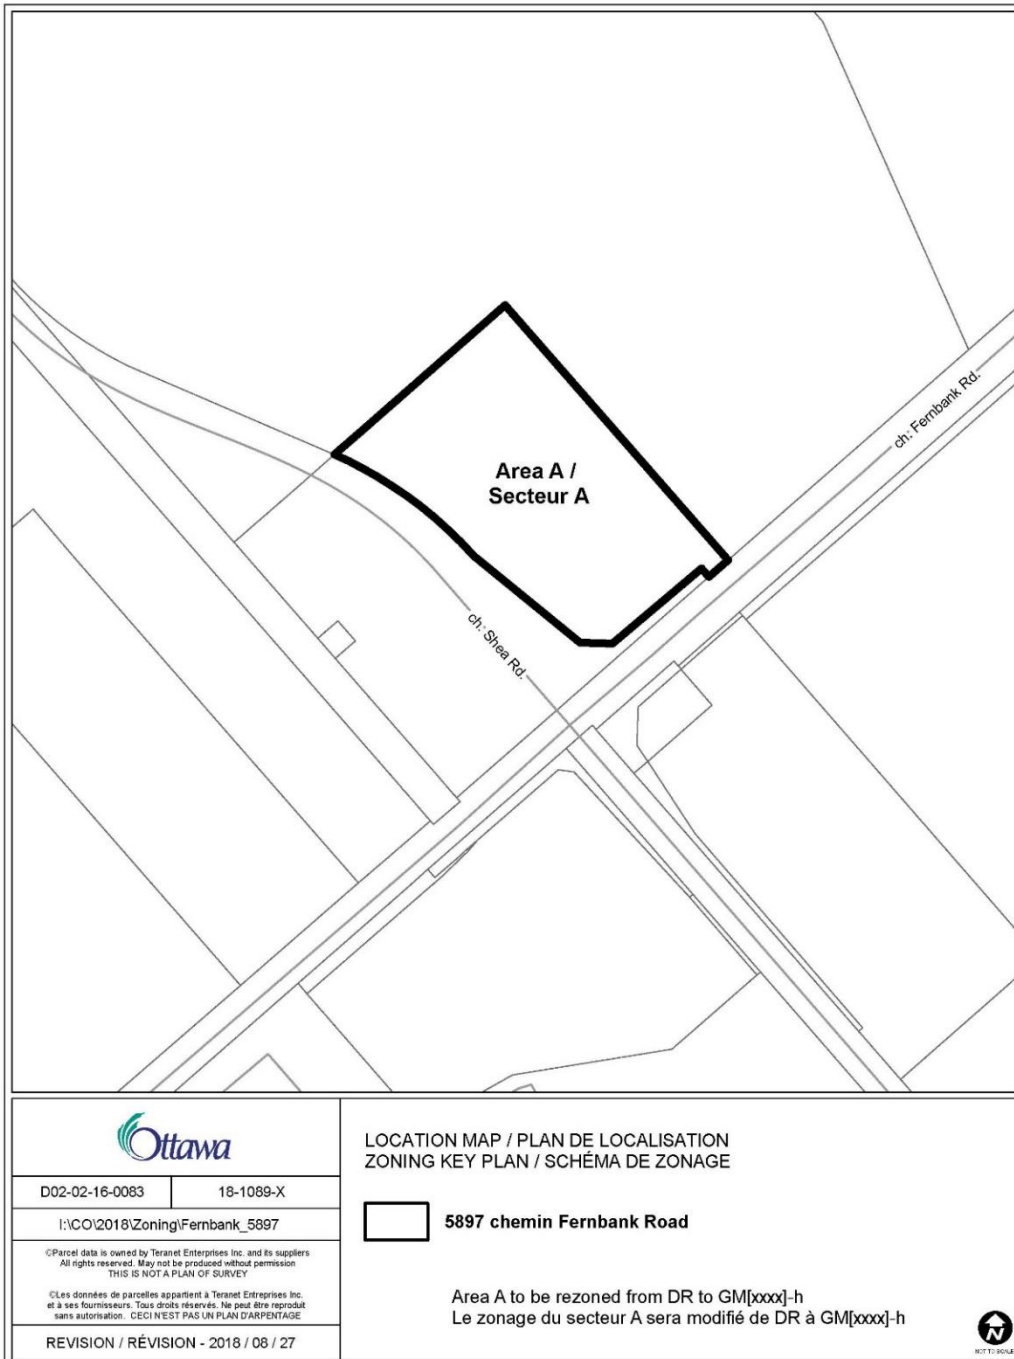 Area A /
Secteur A
ch. Fernbank Rd.
ch. Shea Rd.
Ottawa
D02-02-16-0083
18-1089-X
I:\CO\2018\Zoning\Fernbank_5897
©Parcel data is owned by Teranet Enterprises Inc. and its suppliers
All rights reserved. May not be produced without permission
THIS IS NOT A PLAN OF SURVEY
©Les données de parcelles appartient à Teranet Entreprises Inc.
et à ses fournisseurs. Tous droits réservés. Ne peut être reproduit
sans autorisation. CECI N'EST PAS UN PLAN D'ARPENTAGE
REVISION / RÉVISION - 2018 / 08 / 27
LOCATION MAP / PLAN DE LOCALISATION
ZONING KEY PLAN / SCHÉMA DE ZONAGE
5897 chemin Fernbank Road
Area A to be rezoned from DR to GM[xxxx]-h
Le zonage du secteur A sera modifié de DR à GM[xxxx]-h
N
NOT TO SCALE